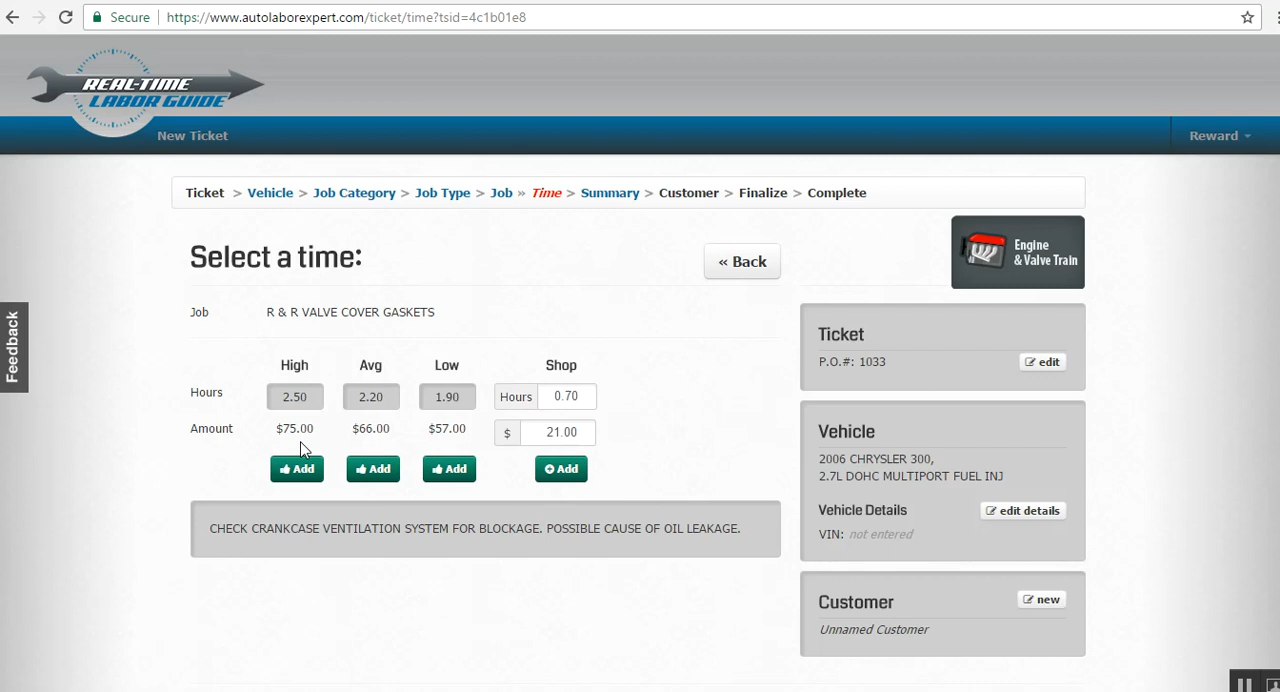 Secure
https://www.autolaborexpert.com/ticket/time?tsid=4c1b01e8
REAL-TIME
LABOR GUIDE
New Ticket
Reward
Ticket > Vehicle > Job Category > Job Type > Job » Time > Summary > Customer > Finalize > Complete
Select a time:
« Back
Engine
& Valve Train
Feedback
Job R & R VALVE COVER GASKETS
High Avg Low Shop
Hours 2.50 2.20 1.90 Hours 0.70
Amount $75.00 $66.00 $57.00 $ 21.00
Add Add Add Add
CHECK CRANKCASE VENTILATION SYSTEM FOR BLOCKAGE. POSSIBLE CAUSE OF OIL LEAKAGE.
Ticket
P.O.#: 1033 edit
Vehicle
2006 CHRYSLER 300,
2.7L DOHC MULTIPORT FUEL INJ
Vehicle Details edit details
VIN: not entered
Customer new
Unnamed Customer